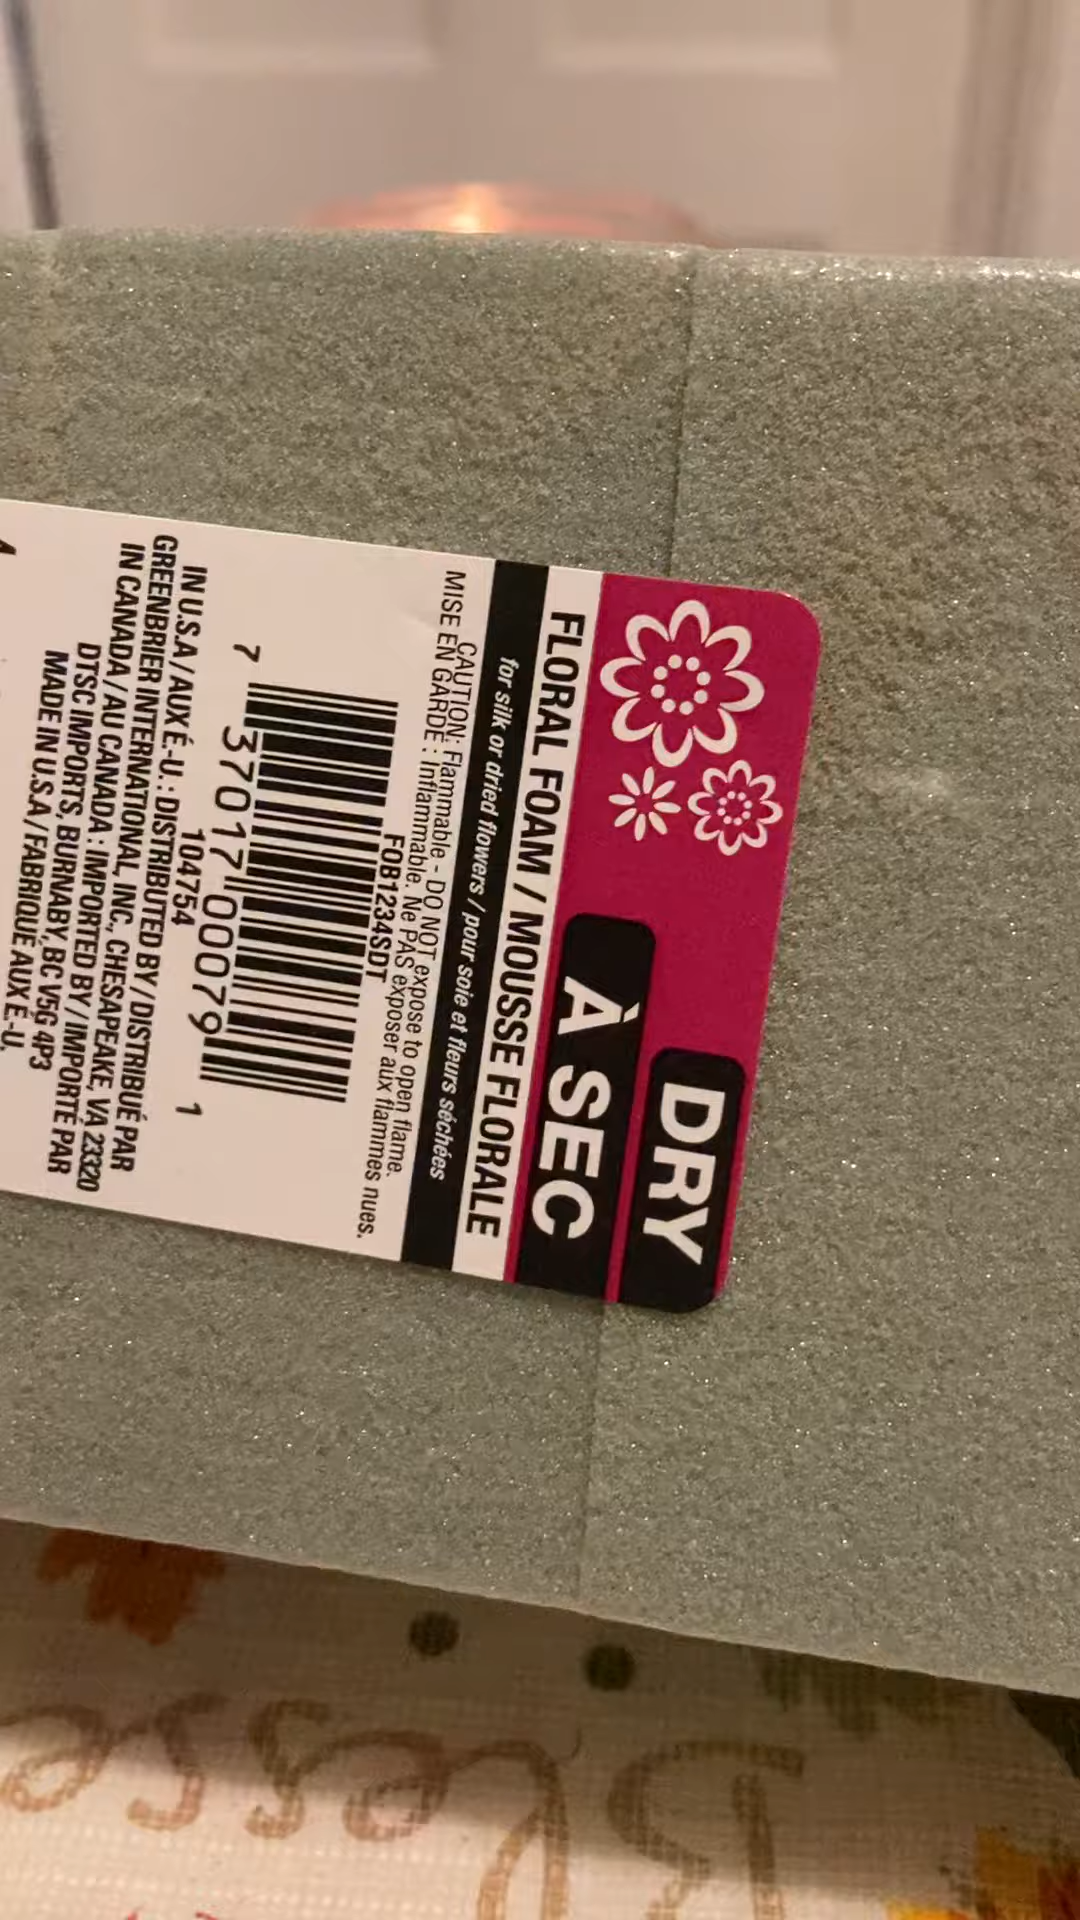 DRY
À SEC
FLORAL FOAM / MOUSSE FLORALE
for silk or dried flowers / pour soie et fleurs séchées
CAUTION: Flammable - DO NOT expose to open flame.
MISE EN GARDE : Inflammable. Ne PAS exposer aux flammes nues.
FOB1234SDT
7 37017 00079 1
104754
IN U.S.A / AUX É.-U. : DISTRIBUTED BY / DISTRIBUÉ PAR
GREENBRIER INTERNATIONAL, INC., CHESAPEAKE, VA 23320
IN CANADA / AU CANADA : IMPORTED BY / IMPORTÉ PAR
DTSC IMPORTS, BURNABY, BC V5G 4P3
MADE IN U.S.A / FABRIQUÉ AUX É.-U.